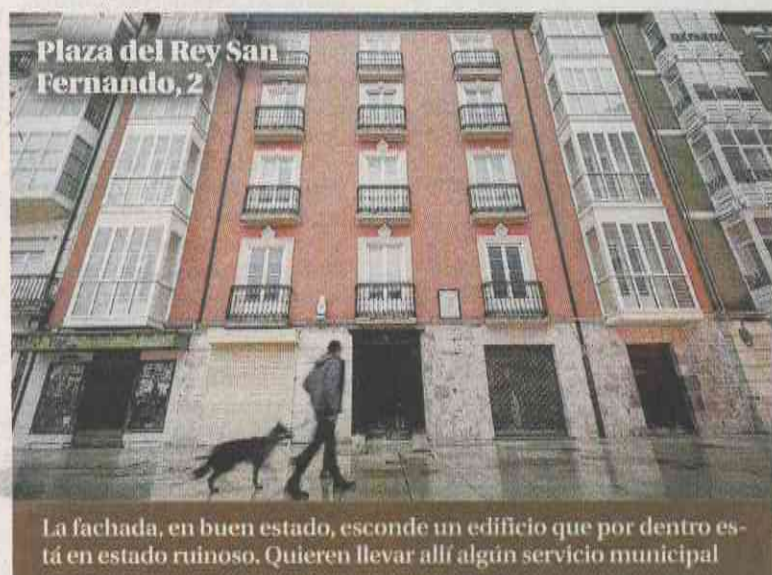 Plaza del Rey San
Fernando, 2
La fachada, en buen estado, esconde un edificio que por dentro es-
tá en estado ruinoso. Quieren llevar allí algún servicio municipal